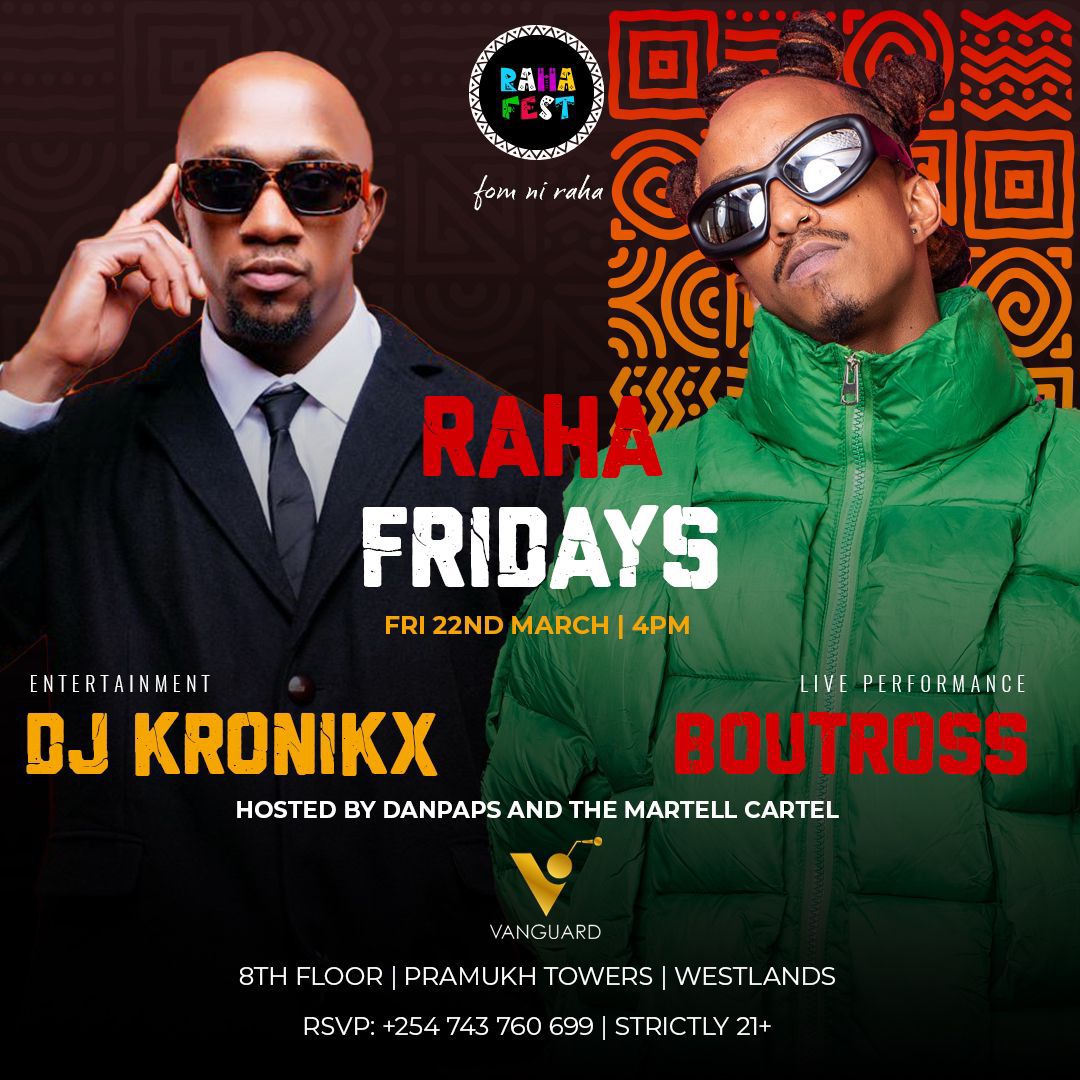 RAHA
FEST
fom ni raha
RAHA
FRIDAYS
FRI 22ND MARCH | 4PM
ENTERTAINMENT
DJ KRONIKX
LIVE PERFORMANCE
BOUTROSS
HOSTED BY DANPAPS AND THE MARTELL CARTEL
VANGUARD
8TH FLOOR | PRAMUKH TOWERS | WESTLANDS
RSVP: +254 743 760 699 | STRICTLY 21+